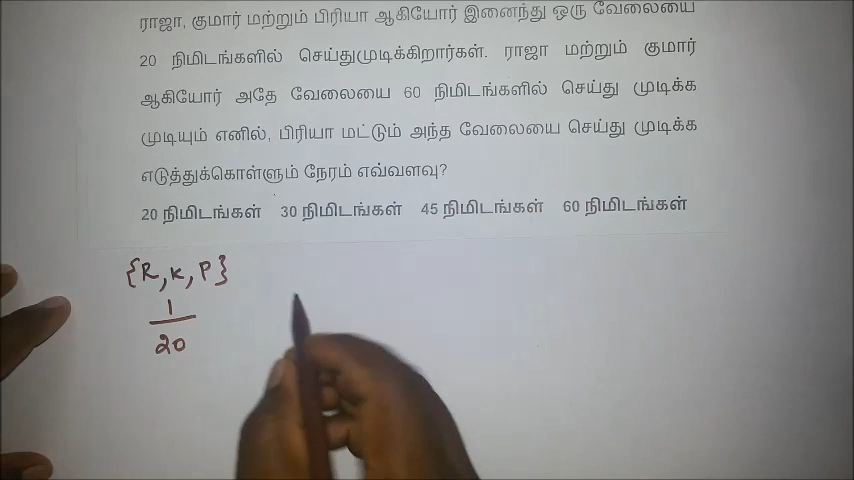 ராஜா, குமார் மற்றும் பிரியா ஆகியோர் இனைந்து ஒரு வேலையை
20 நிமிடங்களில் செய்துமுடிக்கிறார்கள். ராஜா மற்றும் குமார்
ஆகியோர் அதே வேலையை 60 நிமிடங்களில் செய்து முடிக்க
முடியும் எனில், பிரியா மட்டும் அந்த வேலையை செய்து முடிக்க
எடுத்துக்கொள்ளும் நேரம் எவ்வளவு?
20 நிமிடங்கள் 30 நிமிடங்கள் 45 நிமிடங்கள் 60 நிமிடங்கள்
{R, K, P}
1
20